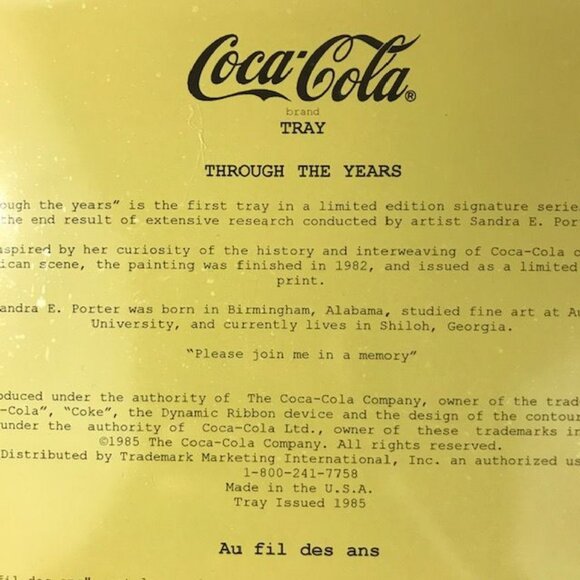 Coca-Cola®
brand
TRAY
THROUGH THE YEARS
ough the years" is the first tray in a limited edition signature series
the end result of extensive research conducted by artist Sandra E. Por
nspired by her curiosity of the history and interweaving of Coca-Cola o
ican scene, the painting was finished in 1982, and issued as a limited
print.
andra E. Porter was born in Birmingham, Alabama, studied fine art at Au
University, and currently lives in Shiloh, Georgia.
"Please join me in a memory"
oduced under the authority of The Coca-Cola Company, owner of the trad
-Cola", "Coke", the Dynamic Ribbon device and the design of the contou
under the authority of Coca-Cola Ltd., owner of these trademarks in
©1985 The Coca-Cola Company. All rights reserved.
Distributed by Trademark Marketing International, Inc. an authorized us
1-800-241-7758
Made in the U.S.A.
Tray Issued 1985
Au fil des ans